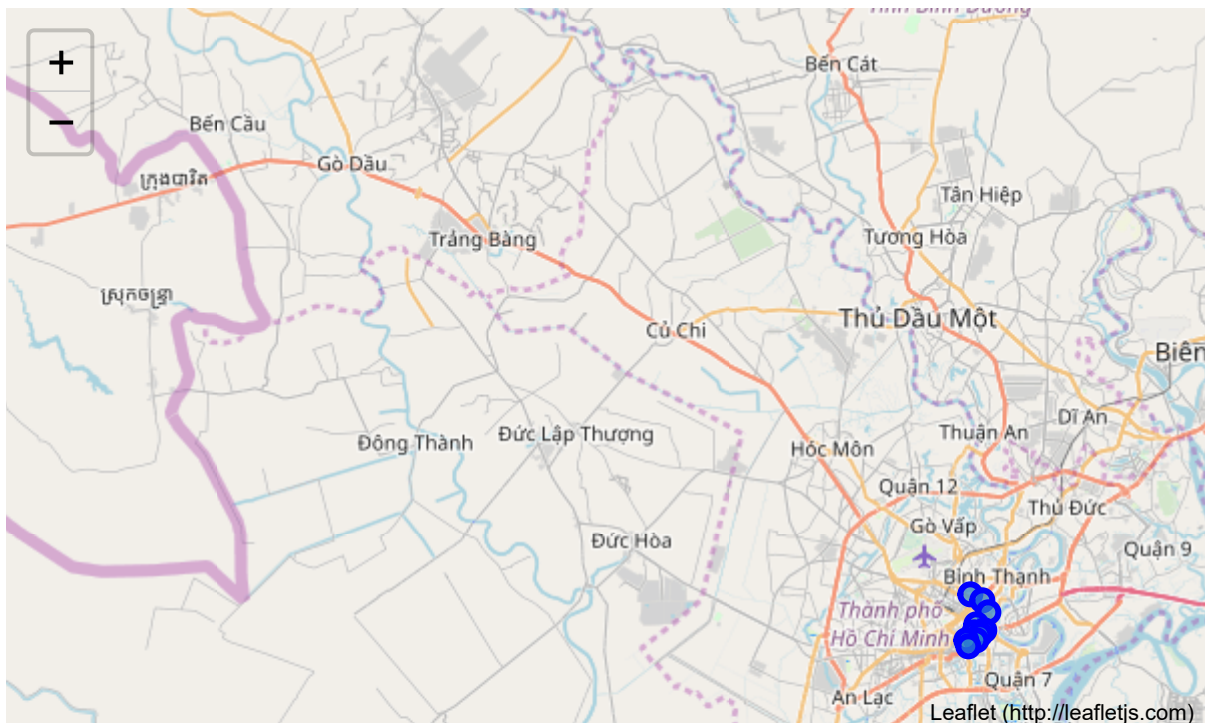 Tỉnh Bình Dương
+
−
Bến Cát
Bến Cầu
Gò Dầu
ក្រុងបាវិត
Tân Hiệp
Trảng Bàng
Tương Hòa
ស្រុកចន្ទ្រា
Củ Chi
Thủ Dầu Một
Biên
Dĩ An
Đông Thành
Đức Lập Thượng
Thuận An
Hóc Môn
Quận 12
Thủ Đức
Gò Vấp
Đức Hòa
Quận 9
Bình Thạnh
Thành phố
Hồ Chí Minh
Quận 7
An Lạc
Leaflet (http://leafletjs.com)